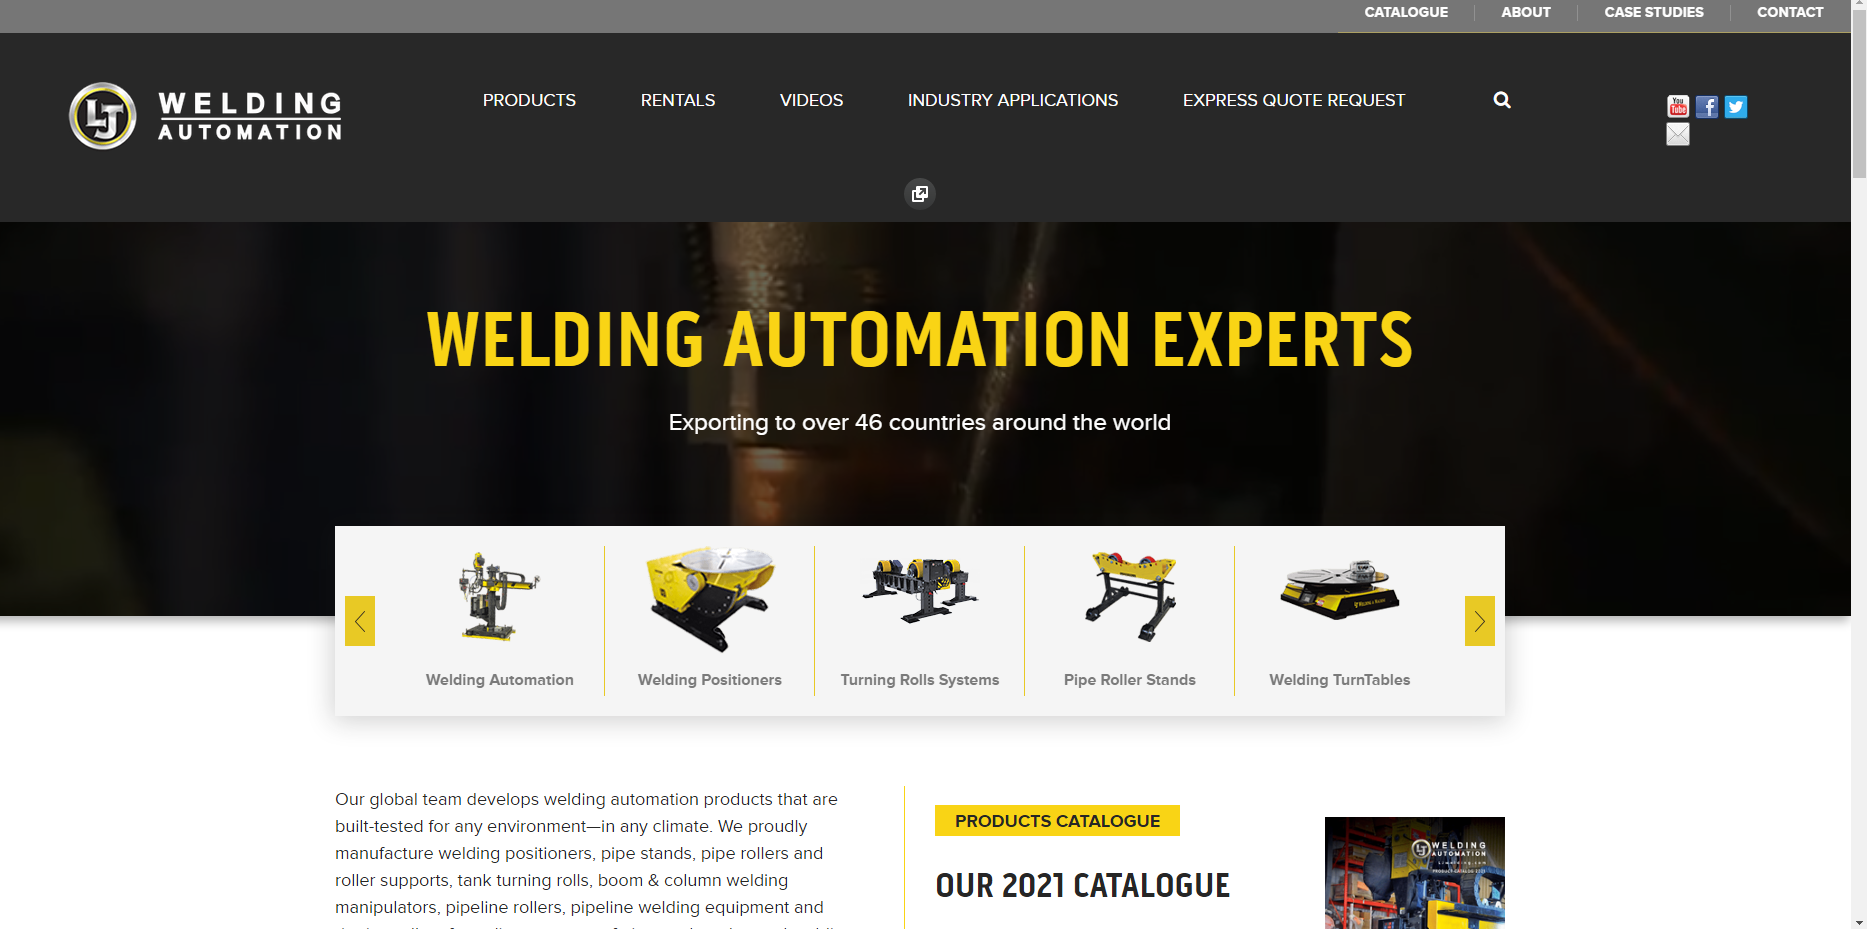 CATALOGUE
ABOUT
CASE STUDIES
CONTACT
LJ
WELDING
AUTOMATION
PRODUCTS
RENTALS
VIDEOS
INDUSTRY APPLICATIONS
EXPRESS QUOTE REQUEST
You
Tube
f
WELDING AUTOMATION EXPERTS
Exporting to over 46 countries around the world
Welding Automation
Welding Positioners
Turning Rolls Systems
Pipe Roller Stands
Welding TurnTables
Our global team develops welding automation products that are
built-tested for any environment—in any climate. We proudly
manufacture welding positioners, pipe stands, pipe rollers and
roller supports, tank turning rolls, boom & column welding
manipulators, pipeline rollers, pipeline welding equipment and
PRODUCTS CATALOGUE
OUR 2021 CATALOGUE
LJ
WELDING
AUTOMATION